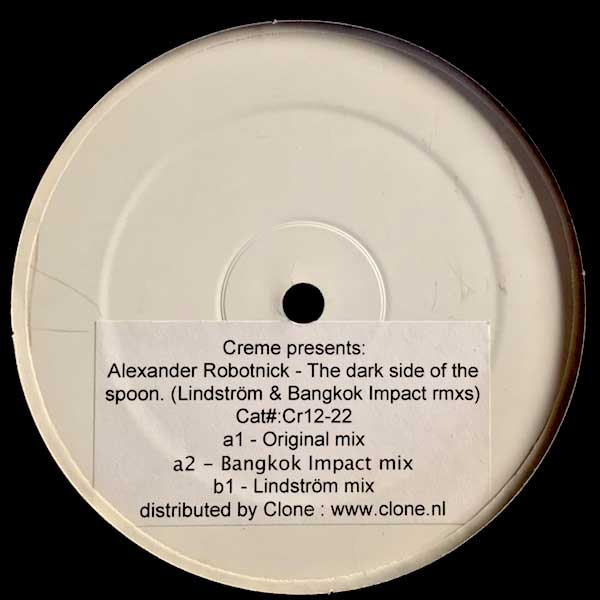 Creme presents:
Alexander Robotnick - The dark side of the
spoon. (Lindström & Bangkok Impact rmxs)
Cat#:Cr12-22
a1 - Original mix
a2 – Bangkok Impact mix
b1 - Lindström mix
distributed by Clone : www.clone.nl